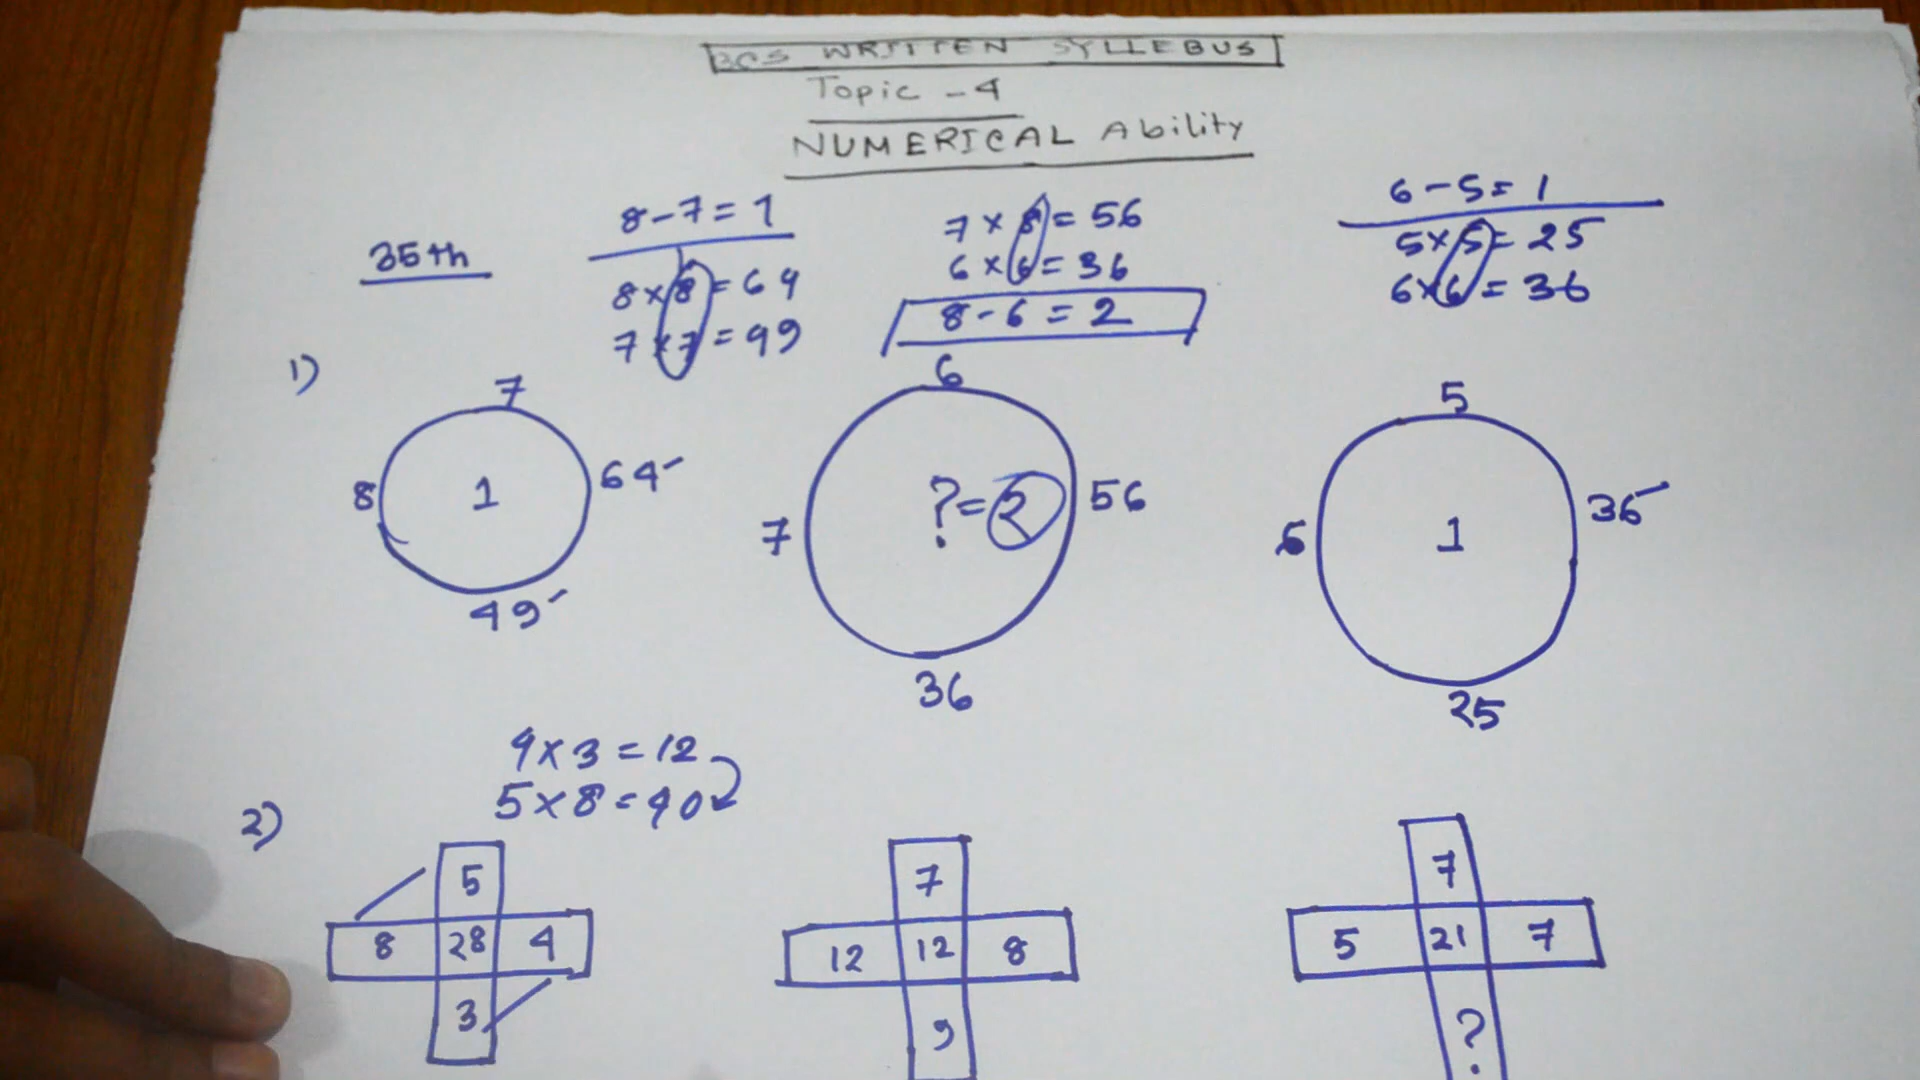 BCS WRITTEN SYLLEBUS
Topic - 4
NUMERICAL Ability
35th
8-7=1
8×8=64
7×7=49
7×8=56
6×6=36
8-6=2
6-5=1
5×5=25
6×6=36
1)
7
8 1 64
49
6
7 ?=2 56
36
5
6 1 36
25
2)
4×3=12
5×8=40
5
8 28 4
3
7
12 12 8
9
7
5 21 7
?